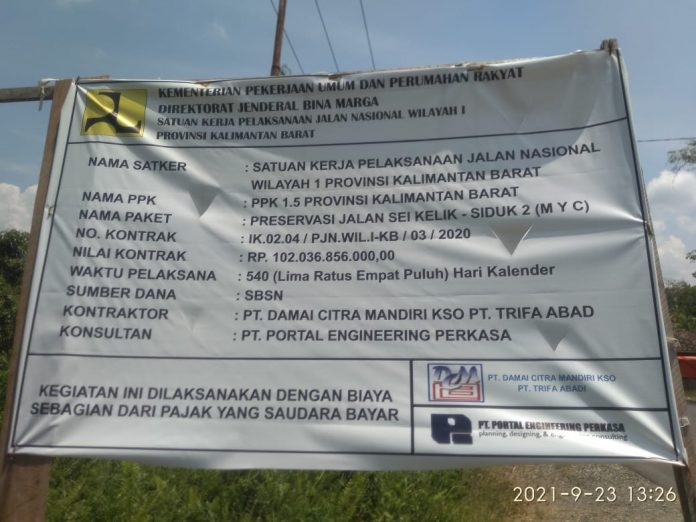 KEMENTERIAN PEKERJAAN UMUM DAN PERUMAHAN RAKYAT
DIREKTORAT JENDERAL BINA MARGA
SATUAN KERJA PELAKSANAAN JALAN NASIONAL WILAYAH I
PROVINSI KALIMANTAN BARAT
NAMA SATKER : SATUAN KERJA PELAKSANAAN JALAN NASIONAL
WILAYAH 1 PROVINSI KALIMANTAN BARAT
NAMA PPK : PPK 1.5 PROVINSI KALIMANTAN BARAT
NAMA PAKET : PRESERVASI JALAN SEI KELIK - SIDUK 2 (M Y C)
NO. KONTRAK : IK.02.04 / PJN.WIL.I-KB / 03 / 2020
NILAI KONTRAK : RP. 102.036.856.000,00
WAKTU PELAKSANA : 540 (Lima Ratus Empat Puluh) Hari Kalender
SUMBER DANA : SBSN
KONTRAKTOR : PT. DAMAI CITRA MANDIRI KSO PT. TRIFA ABAD
KONSULTAN : PT. PORTAL ENGINEERING PERKASA
KEGIATAN INI DILAKSANAKAN DENGAN BIAYA
SEBAGIAN DARI PAJAK YANG SAUDARA BAYAR
DCM
PT. DAMAI CITRA MANDIRI KSO
PT. TRIFA ABADI
PT. PORTAL ENGINEERING PERKASA
planning, designing, & consulting
2021-9-23 13:26